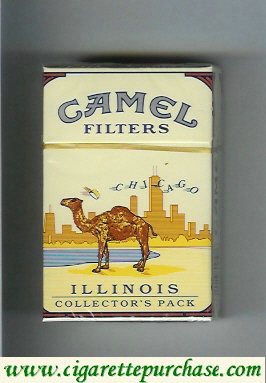 CAMEL
FILTERS
CHICAGO
ILLINOIS
COLLECTOR'S PACK
www.cigarettepurchase.com